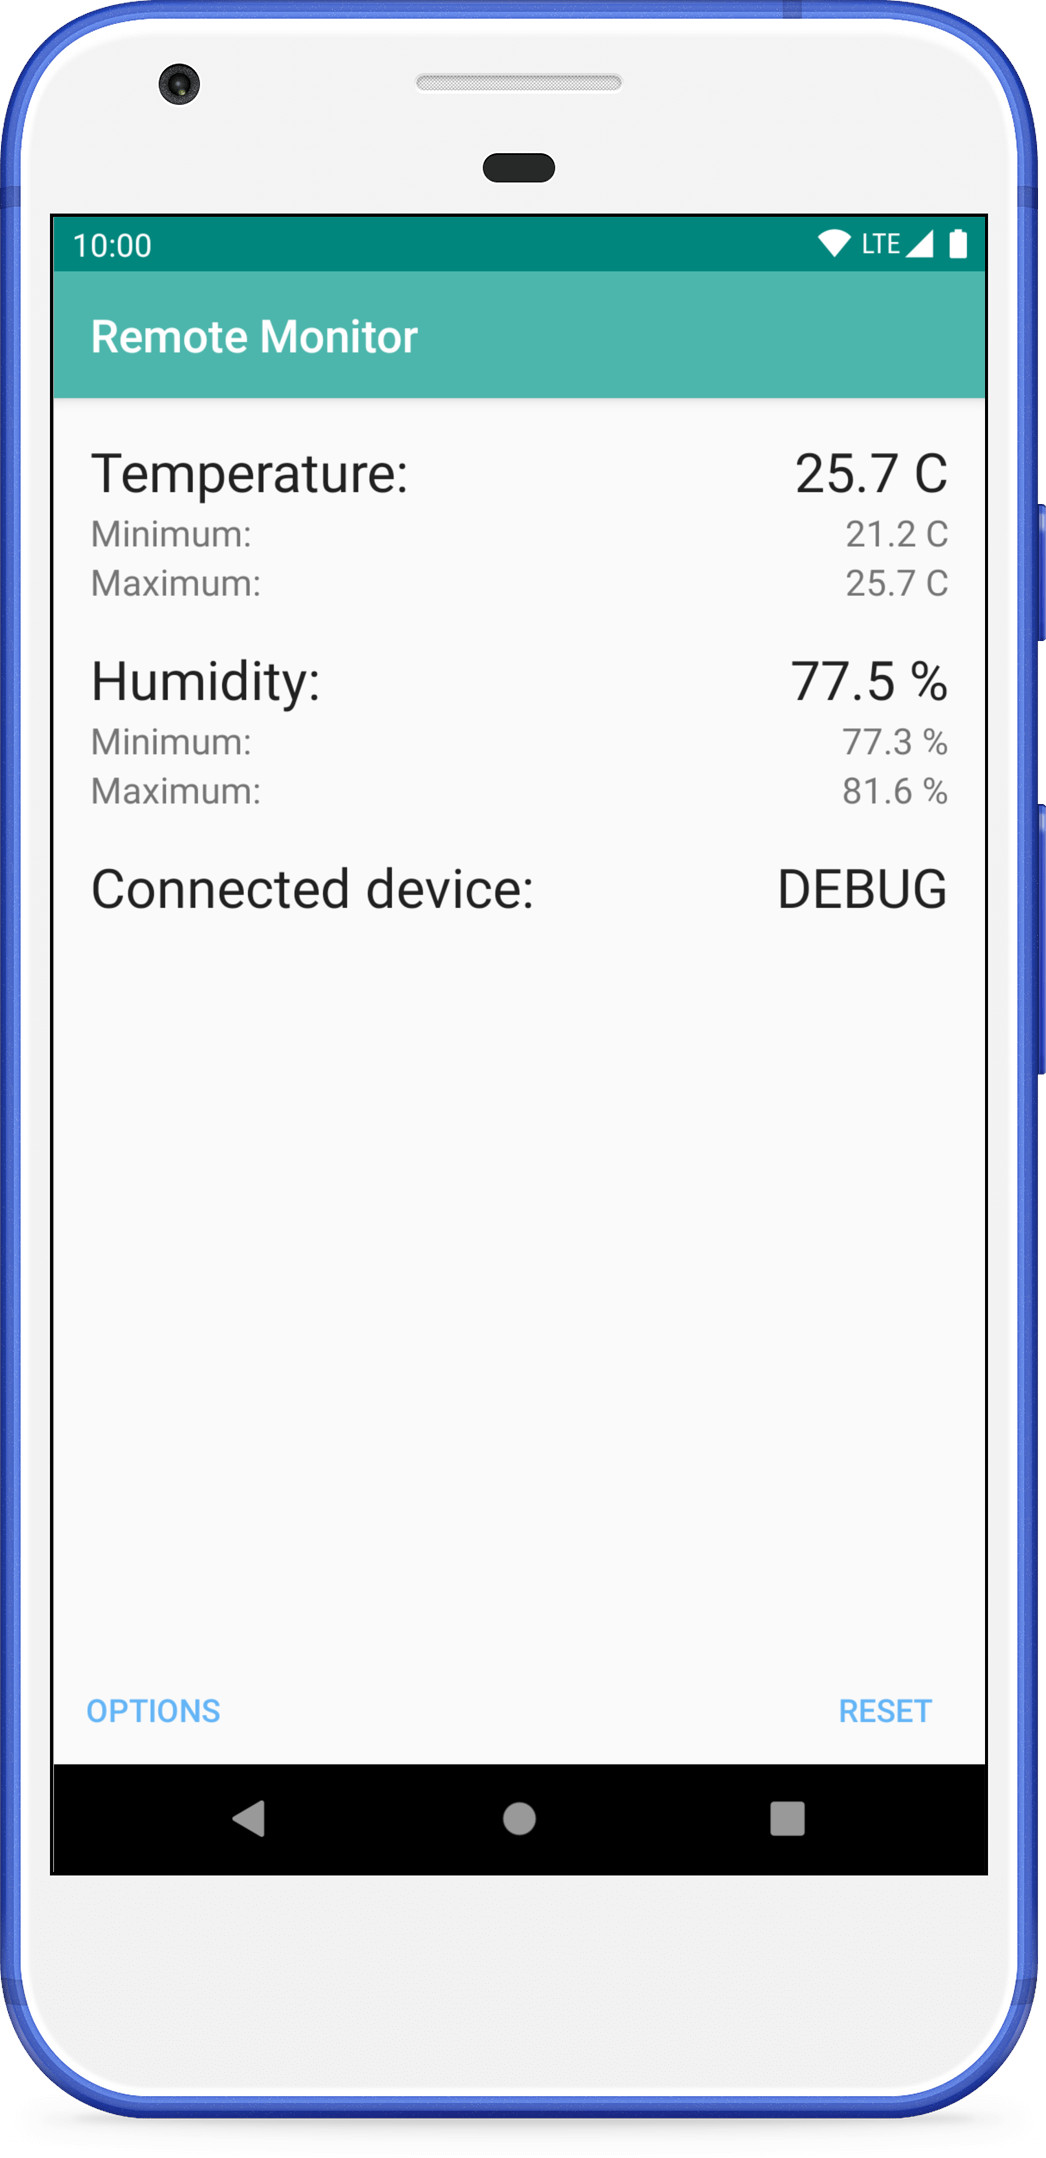 10:00 LTE
Remote Monitor
Temperature: 25.7 C
Minimum: 21.2 C
Maximum: 25.7 C
Humidity: 77.5 %
Minimum: 77.3 %
Maximum: 81.6 %
Connected device: DEBUG
OPTIONS RESET